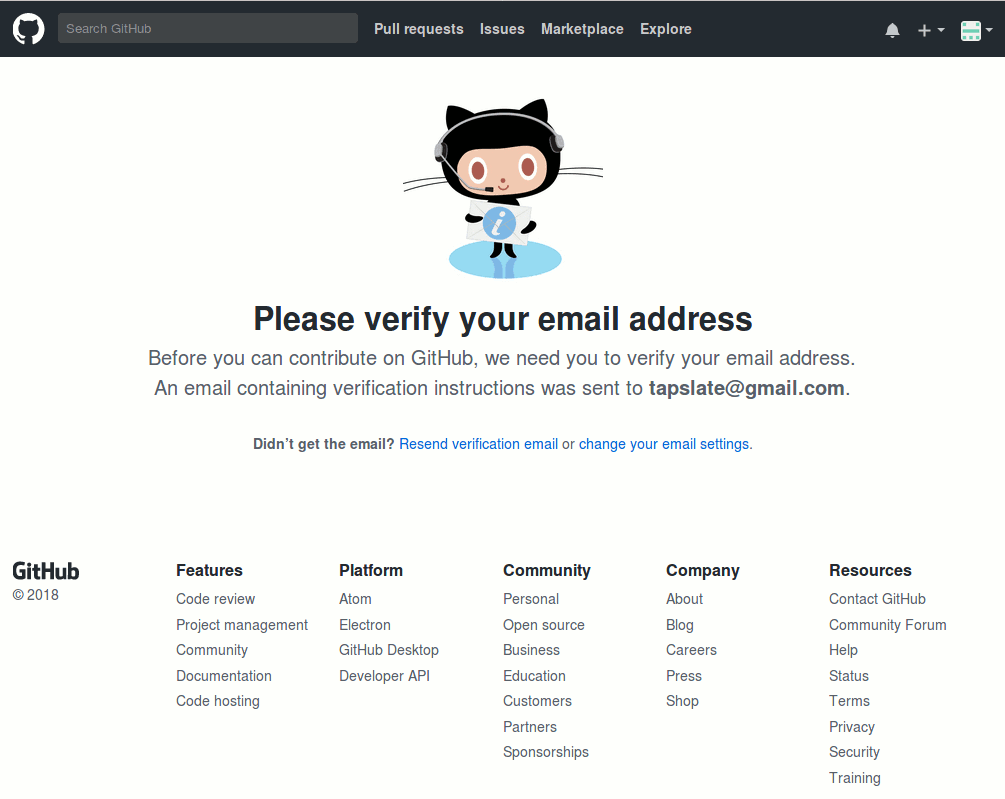 Search GitHub Pull requests Issues Marketplace Explore
Please verify your email address
Before you can contribute on GitHub, we need you to verify your email address.
An email containing verification instructions was sent to tapslate@gmail.com.
Didn’t get the email? Resend verification email or change your email settings.
GitHub
© 2018
Features
Code review
Project management
Community
Documentation
Code hosting
Platform
Atom
Electron
GitHub Desktop
Developer API
Community
Personal
Open source
Business
Education
Customers
Partners
Sponsorships
Company
About
Blog
Careers
Press
Shop
Resources
Contact GitHub
Community Forum
Help
Status
Terms
Privacy
Security
Training